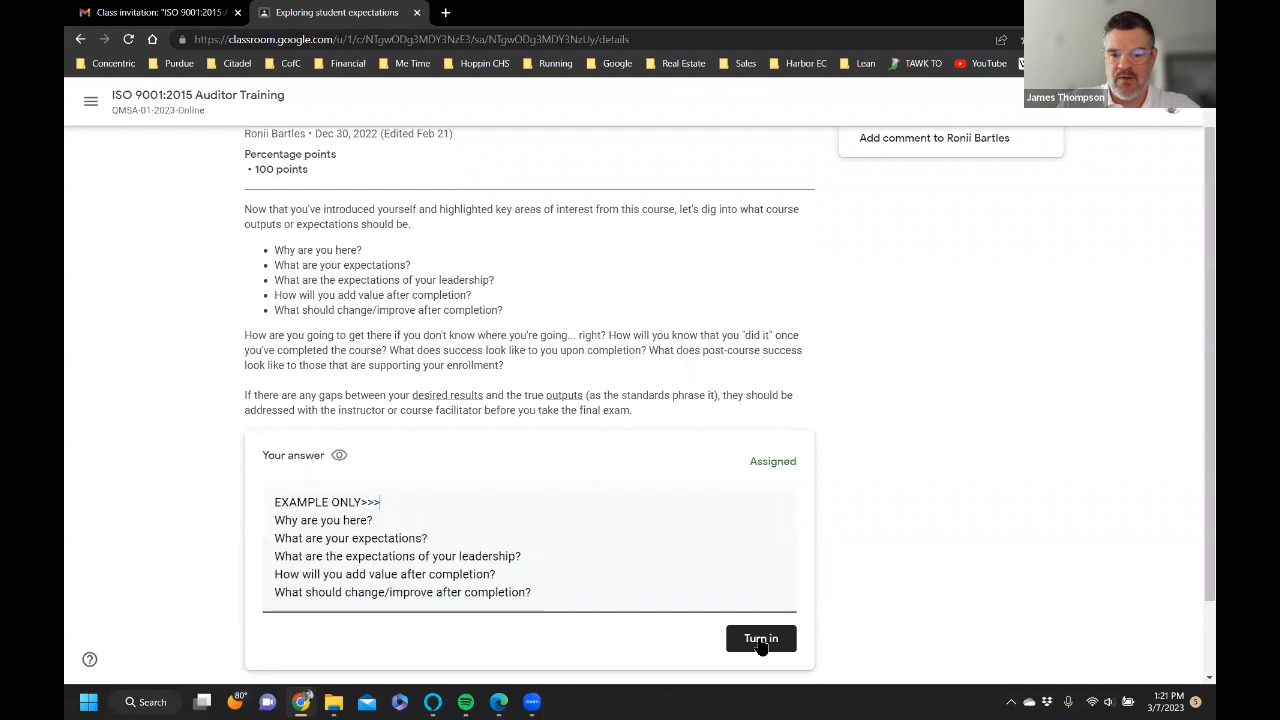 Class invitation: "ISO 9001:2015 A
Exploring student expectations
https://classroom.google.com/u/1/c/NTgwODg3MDY3NzE3/sa/NTgwODg3MDY3NzUy/details
Concentric
Purdue
Citadel
CofC
Financial
Me Time
Hoppin CHS
Running
Google
Real Estate
Sales
Harbor EC
Lean
TAWK TO
YouTube
James Thompson
ISO 9001:2015 Auditor Training
QMSA-01-2023-Online
Ronii Bartles • Dec 30, 2022 (Edited Feb 21)
Add comment to Ronii Bartles
Percentage points
• 100 points
Now that you've introduced yourself and highlighted key areas of interest from this course, let's dig into what course
outputs or expectations should be.
• Why are you here?
• What are your expectations?
• What are the expectations of your leadership?
• How will you add value after completion?
• What should change/improve after completion?
How are you going to get there if you don't know where you're going... right? How will you know that you "did it" once
you've completed the course? What does success look like to you upon completion? What does post-course success
look like to those that are supporting your enrollment?
If there are any gaps between your desired results and the true outputs (as the standards phrase it), they should be
addressed with the instructor or course facilitator before you take the final exam.
Your answer
Assigned
EXAMPLE ONLY>>>
Why are you here?
What are your expectations?
What are the expectations of your leadership?
How will you add value after completion?
What should change/improve after completion?
Turn in
Search
80°
1:21 PM
3/7/2023
5